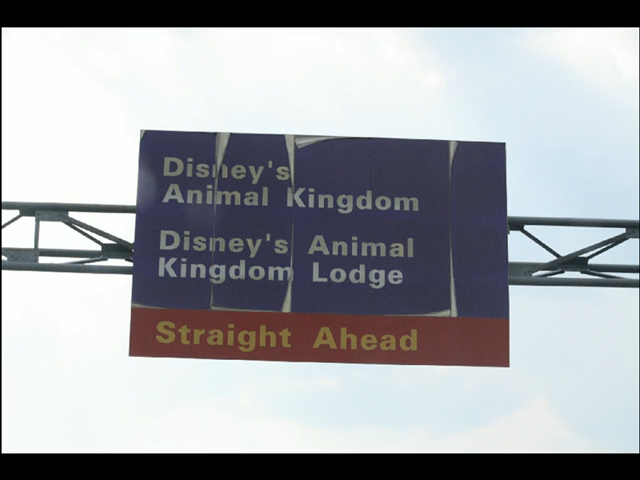 Disney's
Animal Kingdom
Disney's Animal
Kingdom Lodge
Straight Ahead